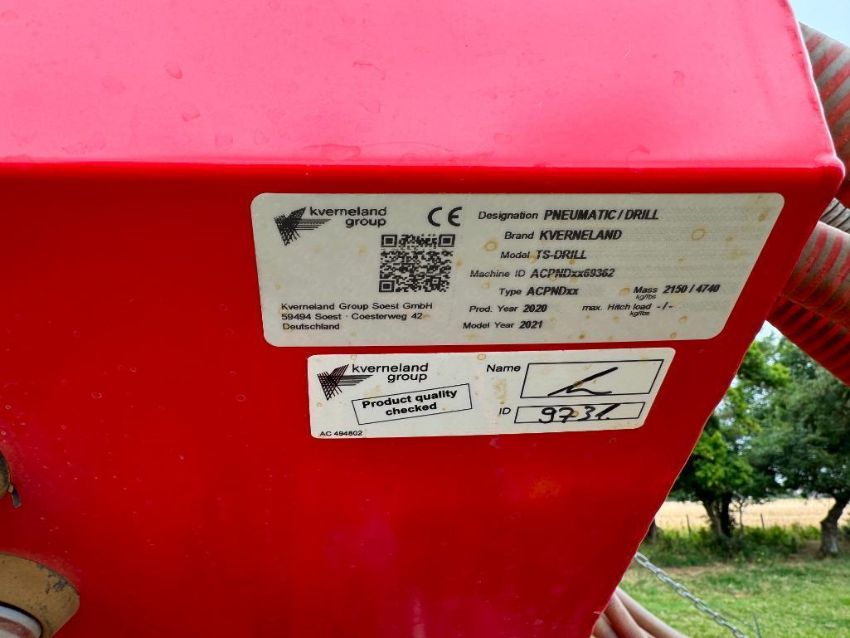 kverneland
group
CE
Designation PNEUMATIC/DRILL
Brand KVERNELAND
Model TS-DRILL
Machine ID ACPNDxx69362
Type ACPNDxx Mass 2150 / 4740
kg/lbs
Prod. Year 2020 max. Hitch load - / -
kg/lbs
Model Year 2021
Kverneland Group Soest GmbH
59494 Soest · Coesterweg 42
Deutschland
kverneland
group
Product quality
checked
AC 494802
Name
ID